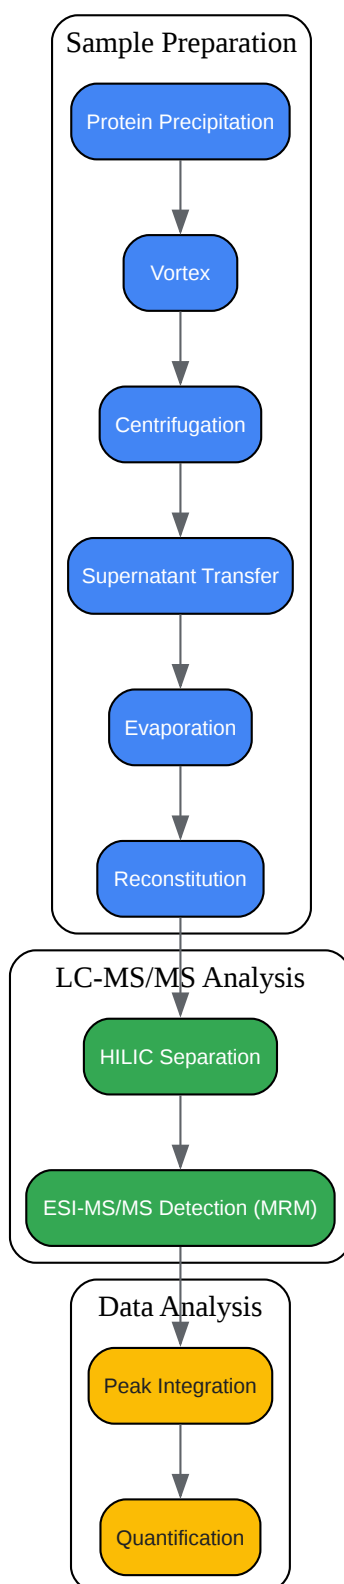 Sample Preparation
Protein Precipitation
Vortex
Centrifugation
Supernatant Transfer
Evaporation
Reconstitution
LC-MS/MS Analysis
HILIC Separation
ESI-MS/MS Detection (MRM)
Data Analysis
Peak Integration
Quantification